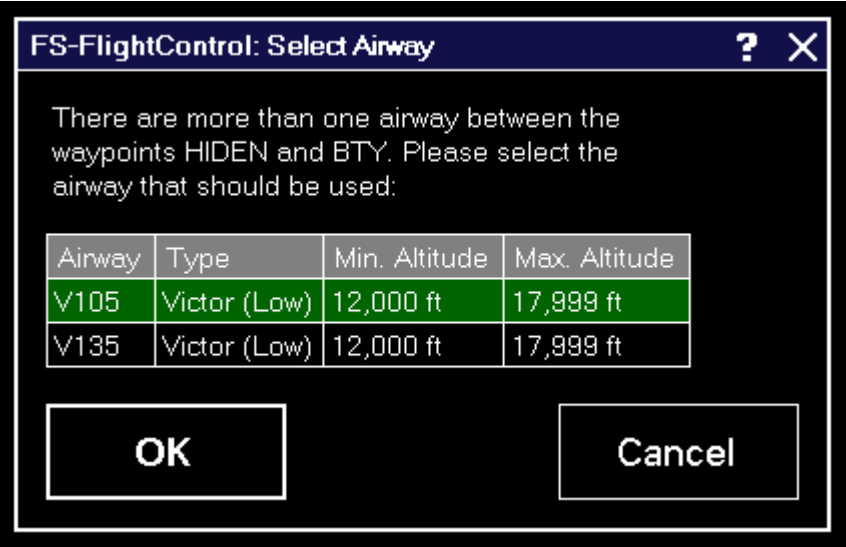 FS-FlightControl: Select Airway ?
There are more than one airway between the
waypoints HIDEN and BTY. Please select the
airway that should be used:
Airway Type Min. Altitude Max. Altitude
V105 Victor (Low) 12,000 ft 17,999 ft
V135 Victor (Low) 12,000 ft 17,999 ft
OK Cancel